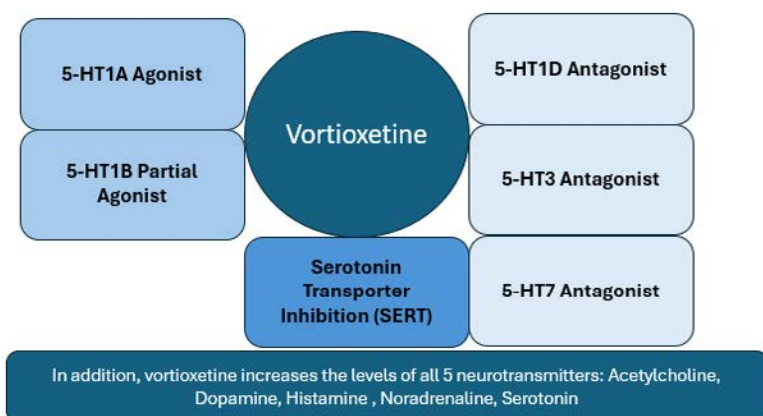 5-HT1A Agonist
5-HT1B Partial
Agonist
Vortioxetine
Serotonin
Transporter
Inhibition (SERT)
5-HT1D Antagonist
5-HT3 Antagonist
5-HT7 Antagonist
In addition, vortioxetine increases the levels of all 5 neurotransmitters: Acetylcholine,
Dopamine, Histamine , Noradrenaline, Serotonin